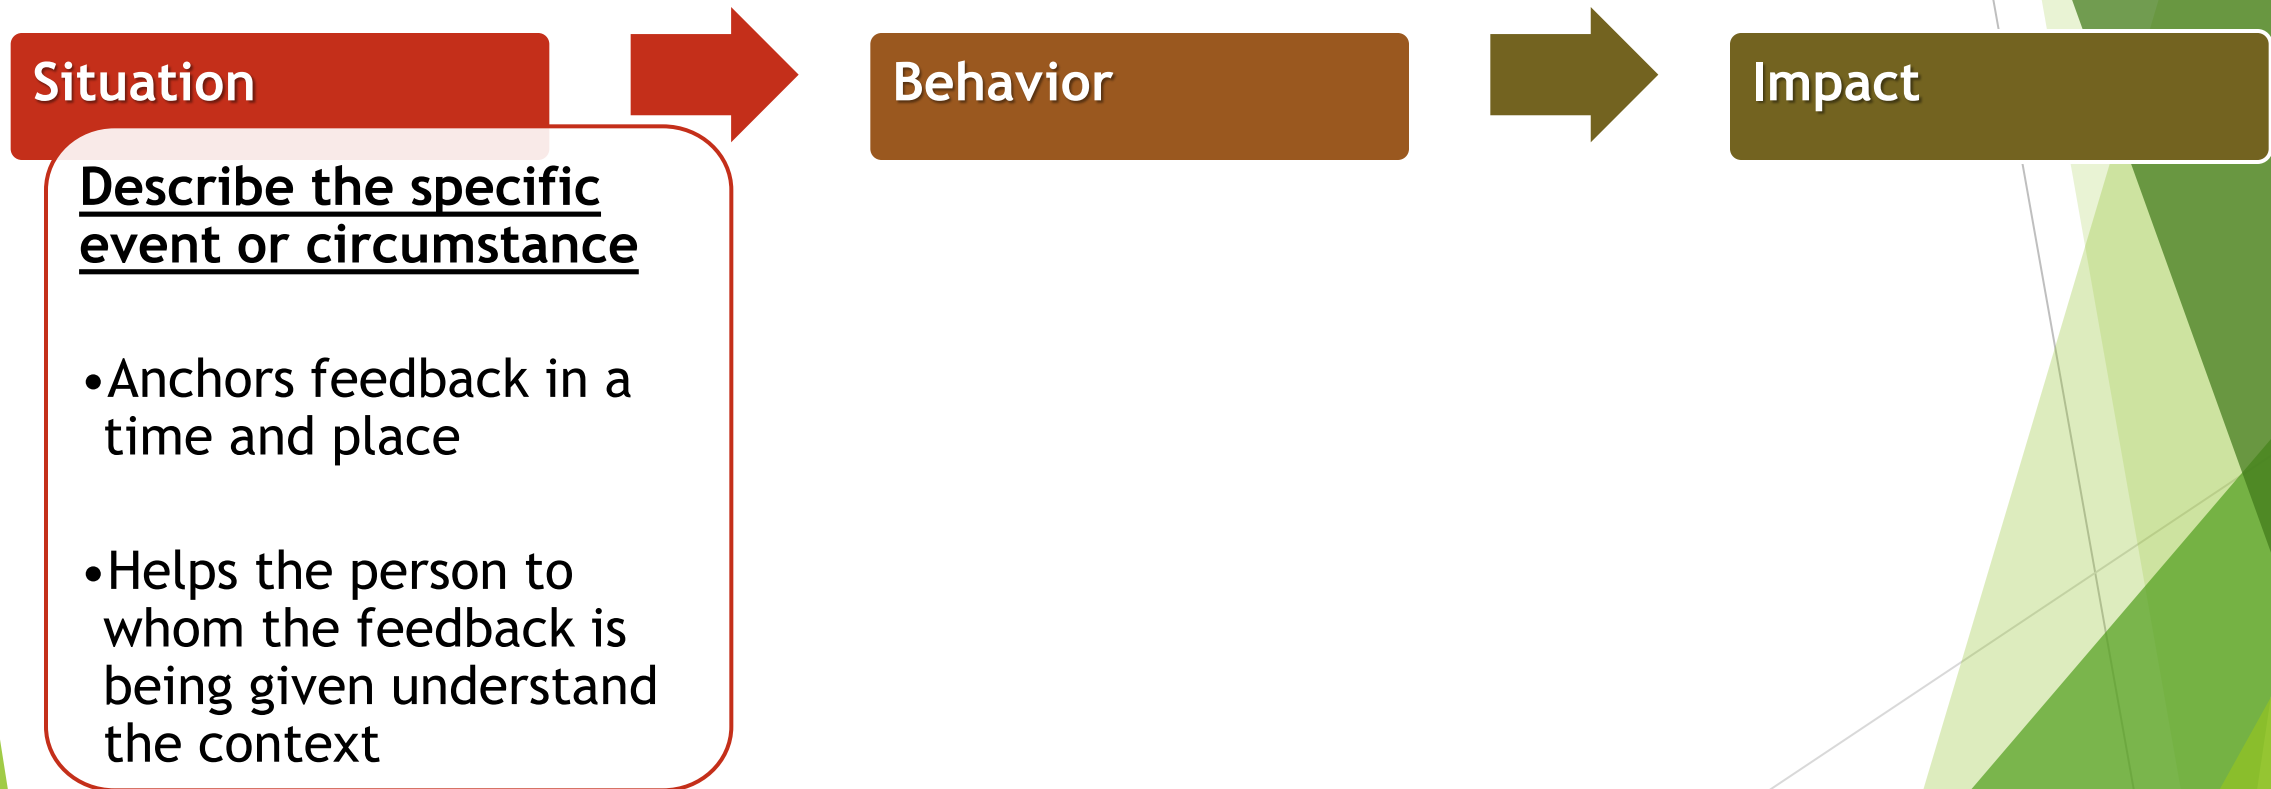 Situation
Behavior
Impact
Describe the specific
event or circumstance
•Anchors feedback in a
time and place
•Helps the person to
whom the feedback is
being given understand
the context